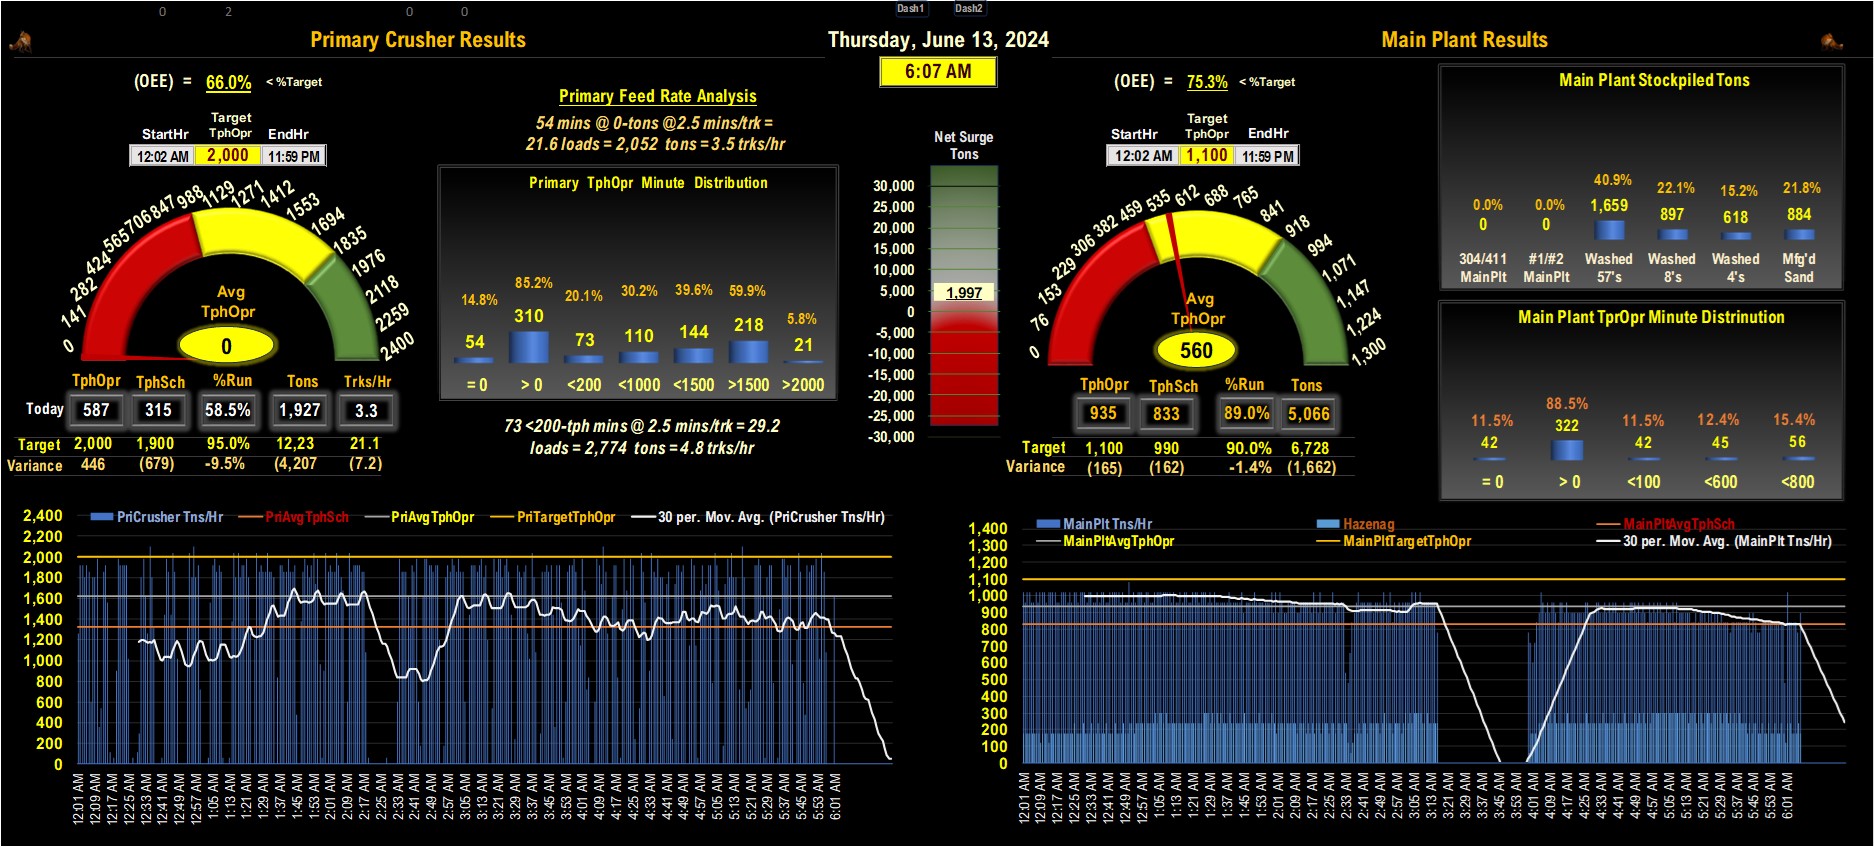 0 2 0 0 Dash1 Dash2
Primary Crusher Results
Thursday, June 13, 2024
Main Plant Results
6:07 AM
(OEE) = 66.0% < %Target
Target
StartHr TphOpr EndHr
12:02 AM 2,000 11:59 PM
0 141 282 424 565 706 847 988 1129 1271 1412 1553 1694 1835 1976 2118 2259 2400
Avg
TphOpr
0
TphOpr TphSch %Run Tons Trks/Hr
Today 587 315 58.5% 1,927 3.3
Target 2,000 1,900 95.0% 12,23 21.1
Variance 446 (679) -9.5% (4,207 (7.2)
Primary Feed Rate Analysis
54 mins @ 0-tons @2.5 mins/trk =
21.6 loads = 2,052 tons = 3.5 trks/hr
Primary TphOpr Minute Distribution
14.8% 85.2% 20.1% 30.2% 39.6% 59.9% 5.8%
54 310 73 110 144 218 21
= 0 > 0 <200 <1000 <1500 >1500 >2000
73 <200-tph mins @ 2.5 mins/trk = 29.2
loads = 2,774 tons = 4.8 trks/hr
Net Surge
Tons
30,000
25,000
20,000
15,000
10,000
5,000
0
-5,000
-10,000
-15,000
-20,000
-25,000
-30,000
1,997
(OEE) = 75.3% < %Target
Target
StartHr TphOpr EndHr
12:02 AM 1,100 11:59 PM
0 76 153 229 306 382 459 535 612 688 765 841 918 994 1,071 1,147 1,224 1,300
Avg
TphOpr
560
TphOpr TphSch %Run Tons
935 833 89.0% 5,066
Target 1,100 990 90.0% 6,728
Variance (165) (162) -1.4% (1,662)
Main Plant Stockpiled Tons
0.0% 0.0% 40.9% 22.1% 15.2% 21.8%
0 0 1,659 897 618 884
304/411 #1/#2 Washed Washed Washed Mfg'd
MainPlt MainPlt 57's 8's 4's Sand
Main Plant TprOpr Minute Distrinution
11.5% 88.5% 11.5% 12.4% 15.4%
42 322 42 45 56
= 0 > 0 <100 <600 <800
PriCrusher Tns/Hr PriAvgTphSch PriAvgTphOpr PriTargetTphOpr 30 per. Mov. Avg. (PriCrusher Tns/Hr)
2,400
2,200
2,000
1,800
1,600
1,400
1,200
1,000
800
600
400
200
0
12:01 AM 12:09 AM 12:17 AM 12:25 AM 12:33 AM 12:41 AM 12:49 AM 12:57 AM 1:05 AM 1:13 AM 1:21 AM 1:29 AM 1:37 AM 1:45 AM 1:53 AM 2:01 AM 2:09 AM 2:17 AM 2:25 AM 2:33 AM 2:41 AM 2:49 AM 2:57 AM 3:05 AM 3:13 AM 3:21 AM 3:29 AM 3:37 AM 3:45 AM 3:53 AM 4:01 AM 4:09 AM 4:17 AM 4:25 AM 4:33 AM 4:41 AM 4:49 AM 4:57 AM 5:05 AM 5:13 AM 5:21 AM 5:29 AM 5:37 AM 5:45 AM 5:53 AM 6:01 AM
MainPlt Tns/Hr Hazenag MainPltAvgTphSch
MainPltAvgTphOpr MainPltTargetTphOpr 30 per. Mov. Avg. (MainPlt Tns/Hr)
1,400
1,300
1,200
1,100
1,000
900
800
700
600
500
400
300
200
100
0
12:01 AM 12:09 AM 12:17 AM 12:25 AM 12:33 AM 12:41 AM 12:49 AM 12:57 AM 1:05 AM 1:13 AM 1:21 AM 1:29 AM 1:37 AM 1:45 AM 1:53 AM 2:01 AM 2:09 AM 2:17 AM 2:25 AM 2:33 AM 2:41 AM 2:49 AM 2:57 AM 3:05 AM 3:13 AM 3:21 AM 3:29 AM 3:37 AM 3:45 AM 3:53 AM 4:01 AM 4:09 AM 4:17 AM 4:25 AM 4:33 AM 4:41 AM 4:49 AM 4:57 AM 5:05 AM 5:13 AM 5:21 AM 5:29 AM 5:37 AM 5:45 AM 5:53 AM 6:01 AM